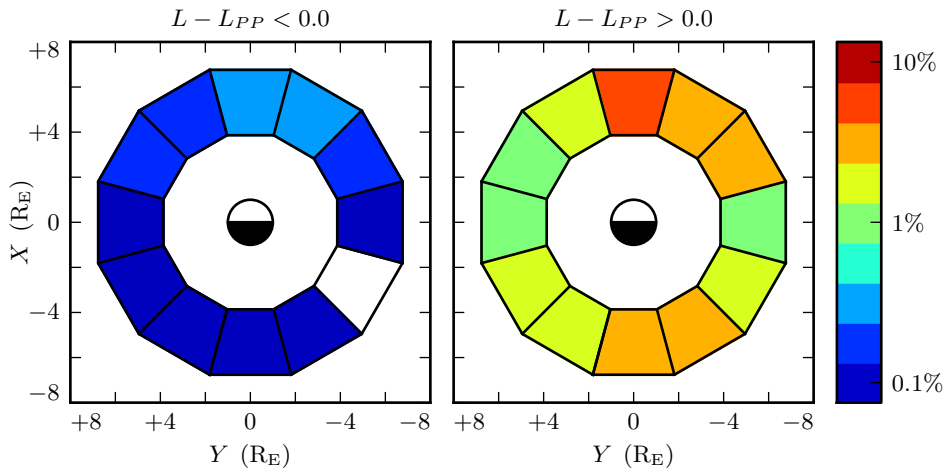 L − L_PP < 0.0
L − L_PP > 0.0
+8
+4
0
−4
−8
X (R_E)
+8 +4 0 −4 −8
Y (R_E)
+8 +4 0 −4 −8
Y (R_E)
10%
1%
0.1%